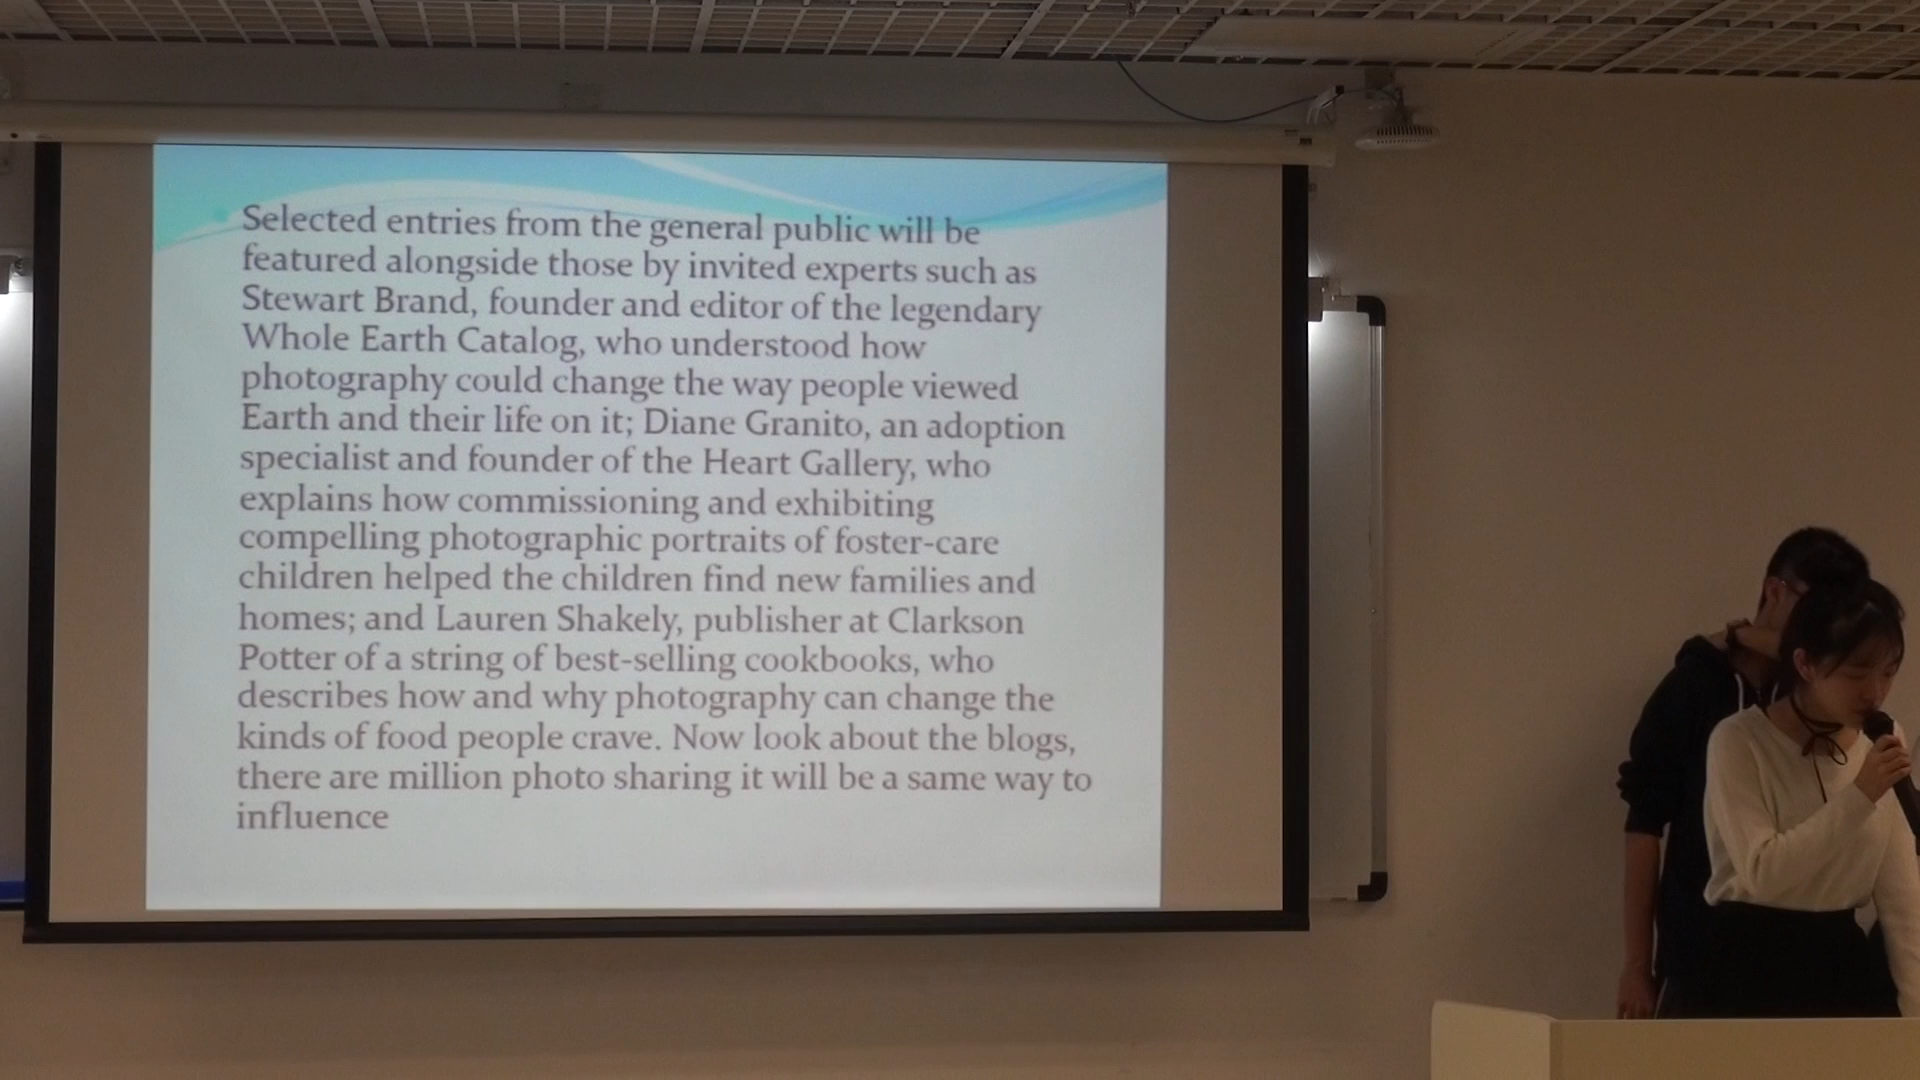 Selected entries from the general public will be
featured alongside those by invited experts such as
Stewart Brand, founder and editor of the legendary
Whole Earth Catalog, who understood how
photography could change the way people viewed
Earth and their life on it; Diane Granito, an adoption
specialist and founder of the Heart Gallery, who
explains how commissioning and exhibiting
compelling photographic portraits of foster-care
children helped the children find new families and
homes; and Lauren Shakely, publisher at Clarkson
Potter of a string of best-selling cookbooks, who
describes how and why photography can change the
kinds of food people crave. Now look about the blogs,
there are million photo sharing it will be a same way to
influence